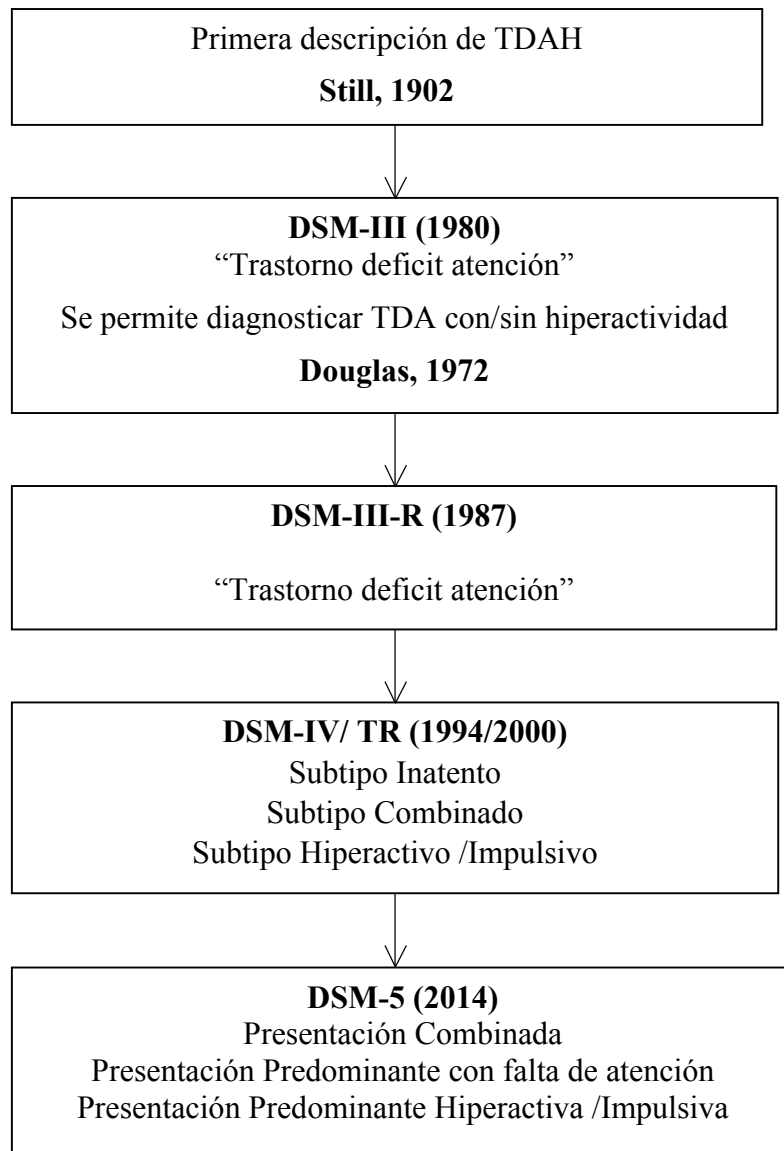 Primera descripción de TDAH
Still, 1902
DSM-III (1980)
“Trastorno deficit atención”
Se permite diagnosticar TDA con/sin hiperactividad
Douglas, 1972
DSM-III-R (1987)
“Trastorno deficit atención”
DSM-IV/ TR (1994/2000)
Subtipo Inatento
Subtipo Combinado
Subtipo Hiperactivo /Impulsivo
DSM-5 (2014)
Presentación Combinada
Presentación Predominante con falta de atención
Presentación Predominante Hiperactiva /Impulsiva